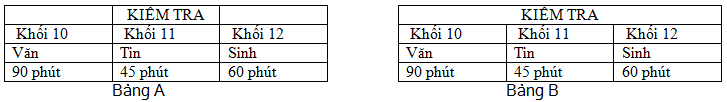 KIỂM TRA KIỂM TRA
Khối 10 Khối 11 Khối 12 Khối 10 Khối 11 Khối 12
Văn Tin Sinh Văn Tin Sinh
90 phút 45 phút 60 phút 90 phút 45 phút 60 phút
Bảng A Bảng B